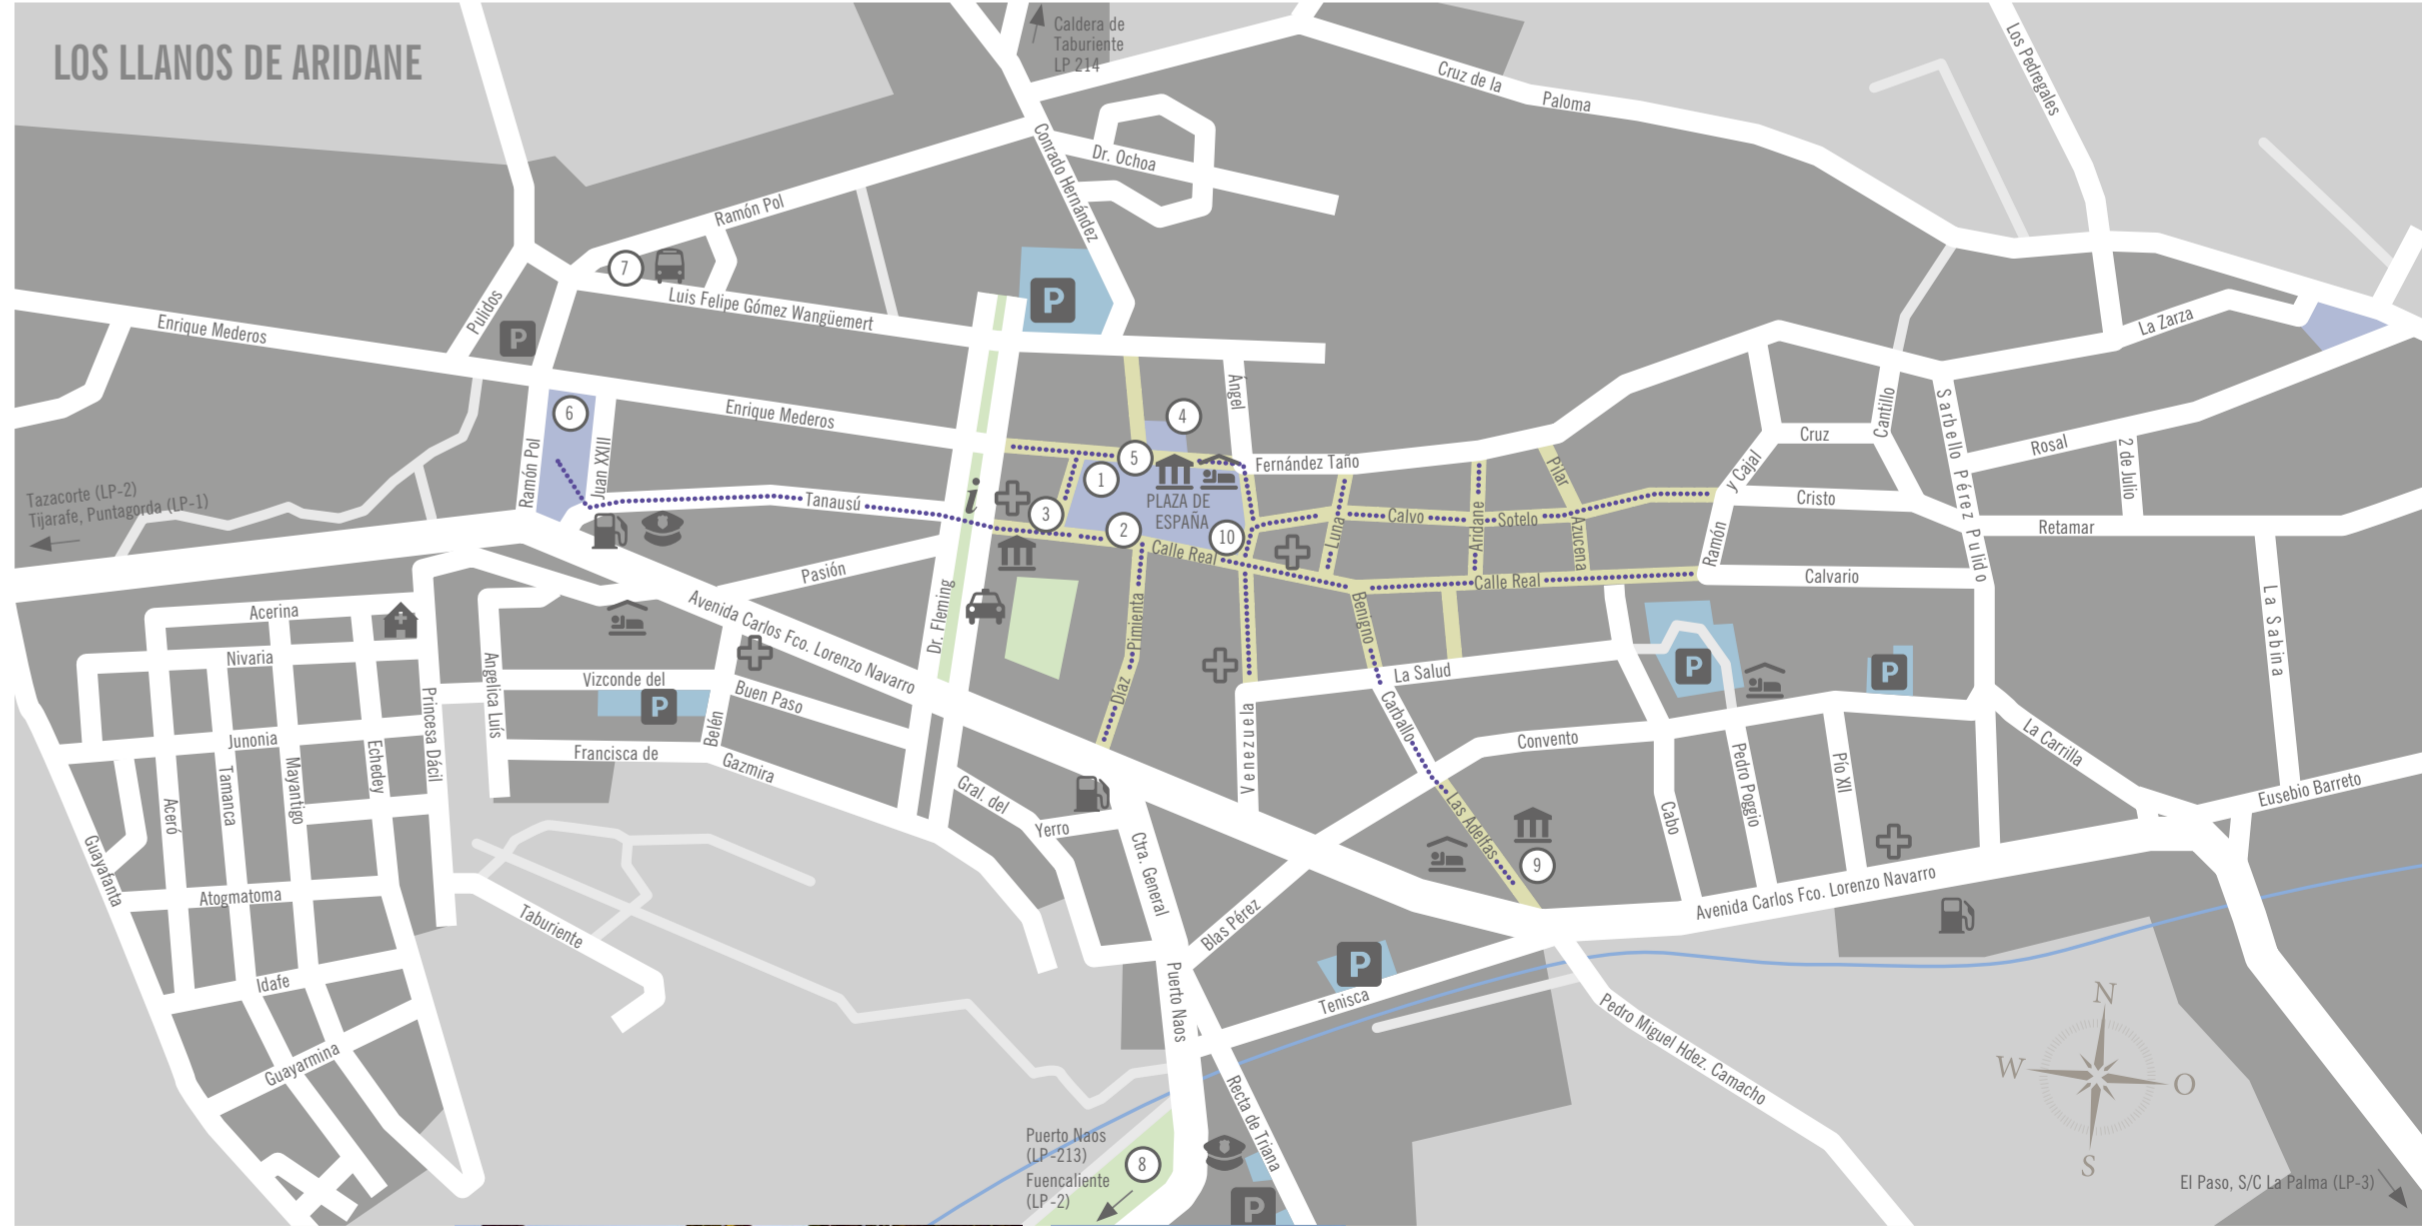 LOS LLANOS DE ARIDANE
Caldera de
Taburiente
LP 214
Cruz de la
Paloma
Los Pedregales
Conrado Hernández
Dr. Ochoa
Ramón Pol
7
P
Luis Felipe Gómez Wangüemert
Pulidos
P
Enrique Mederos
La Zarza
6
Enrique Mederos
Ángel
4
Ramón Pol
Juan XXII
5
1
Fernández Taño
Pilar
Cruz
Cantillo
Sarbello Pérez Pulido
Rosal
2 de Julio
Tazacorte (LP-2)
Tijarafe, Puntagorda (LP-1)
Tanausú
i
3
PLAZA DE
ESPAÑA
2
10
Luna
Calvo
Aridane
Sotelo
Azucena
Ramón
y Cajal
Cristo
Retamar
Calle Real
Calle Real
Calvario
Pasión
Acerina
Avenida Carlos Fco. Lorenzo Navarro
Dr. Fleming
Díaz
Pimienta
Benigno
Carballo
La Sabina
Nivaria
Angelica Luís
Vizconde del
P
Buen Paso
Belén
La Salud
P
P
Princesa Dácil
Junonia
Echedey
Mayantigo
Tamanca
Aceró
Francisca de
Gazmira
Venezuela
Convento
Cabo
Pedro Poggio
Pío XII
La Carrilla
Eusebio Barreto
Guayafanta
Gral. del
Yerro
Ctra. General
Las Adelfas
9
Atogmatoma
Taburiente
Blas Pérez
Avenida Carlos Fco. Lorenzo Navarro
Idafe
Puerto Naos
P
Tenisca
Pedro Miguel Hdez. Camacho
Guayarmina
Recta de Triana
N
W
O
S
Puerto Naos
(LP-213)
Fuencaliente
(LP-2)
8
P
El Paso, S/C La Palma (LP-3)